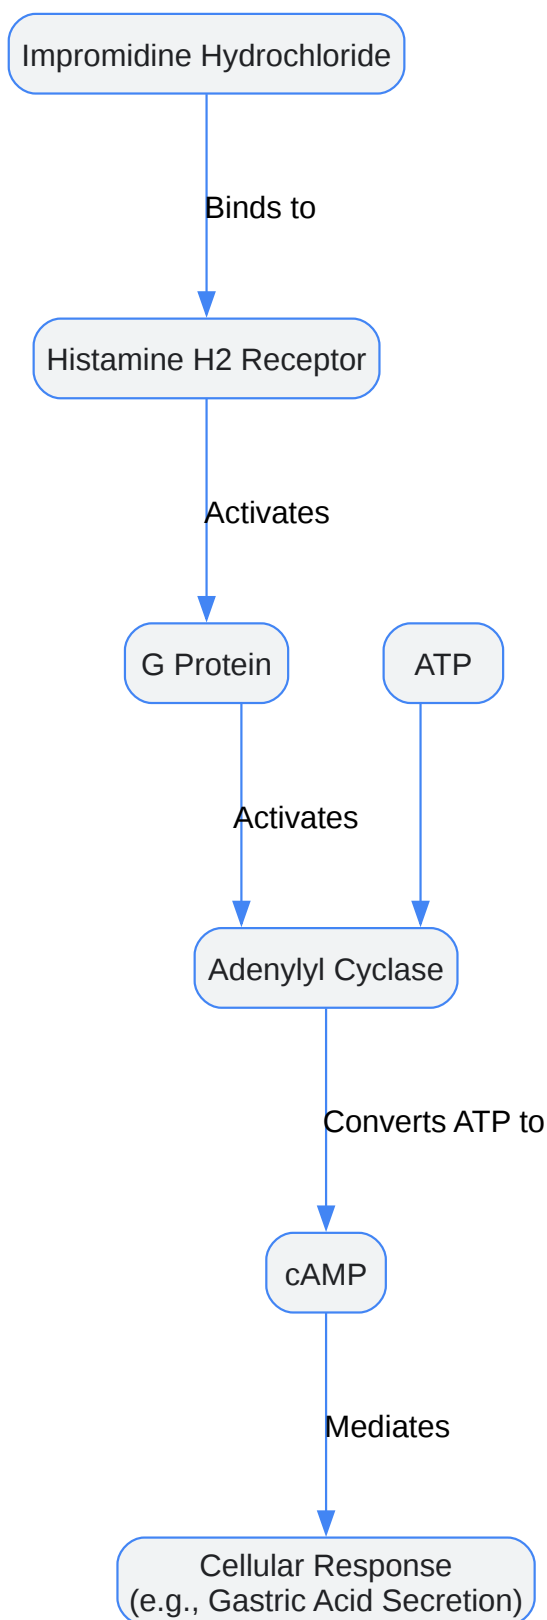 Impromidine Hydrochloride
Binds to
Histamine H2 Receptor
Activates
G Protein
ATP
Activates
Adenylyl Cyclase
Converts ATP to
cAMP
Mediates
Cellular Response
(e.g., Gastric Acid Secretion)